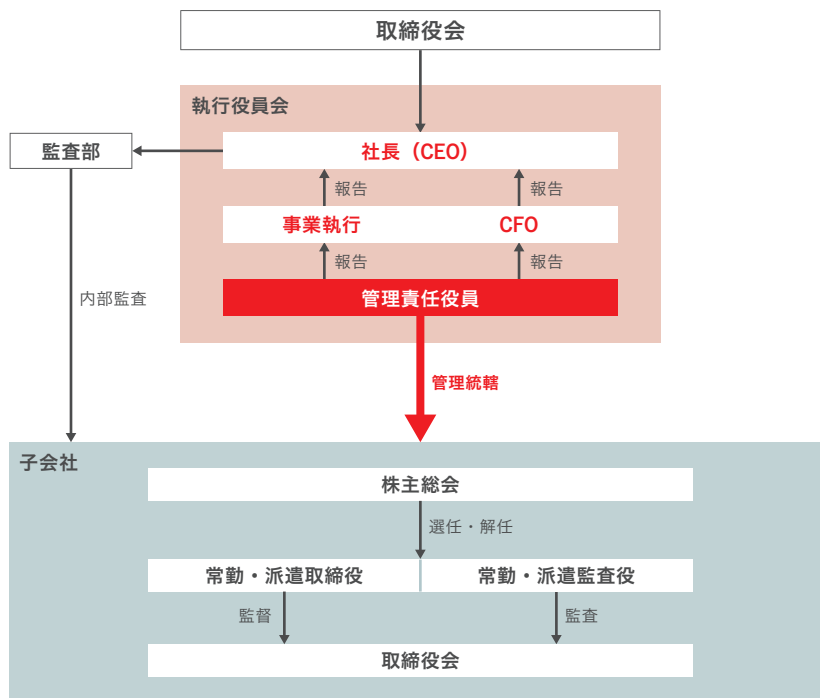 取締役会
執行役員会
監査部
社長（CEO）
報告
報告
事業執行
CFO
報告
報告
管理責任役員
内部監査
管理統轄
子会社
株主総会
選任・解任
常勤・派遣取締役
常勤・派遣監査役
監督
監査
取締役会